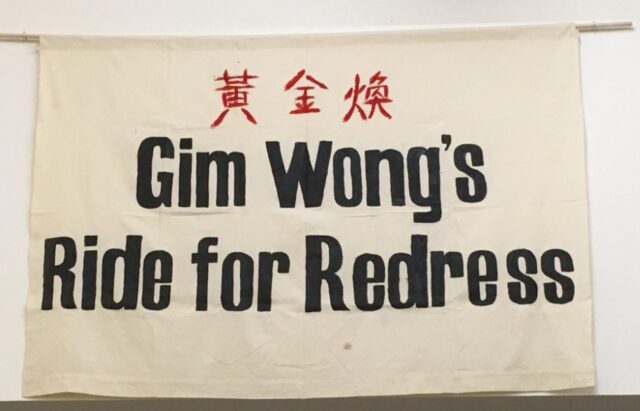 黃金煥
Gim Wong's
Ride for Redress